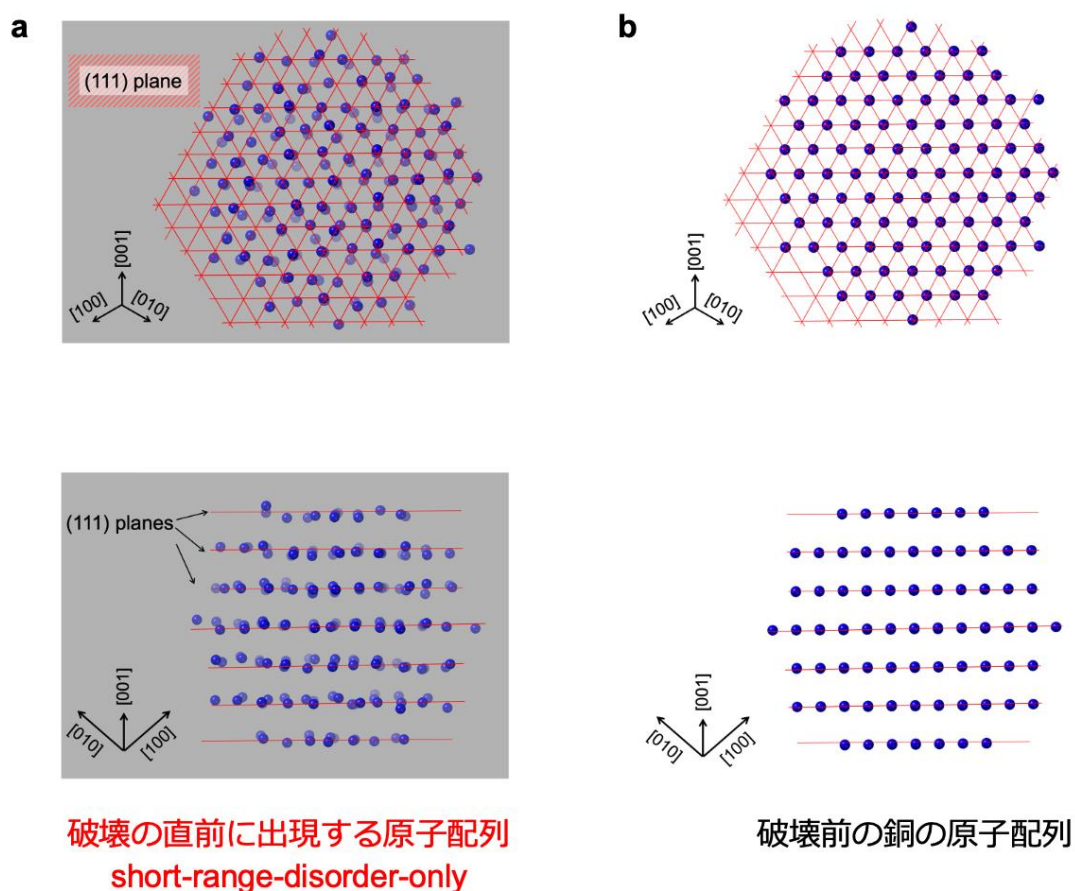 a
(111) plane
[001]
[100]
[010]
b
[001]
[100]
[010]
(111) planes
[010]
[001]
[100]
[010]
[001]
[100]
破壊の直前に出現する原子配列
short-range-disorder-only
破壊前の銅の原子配列